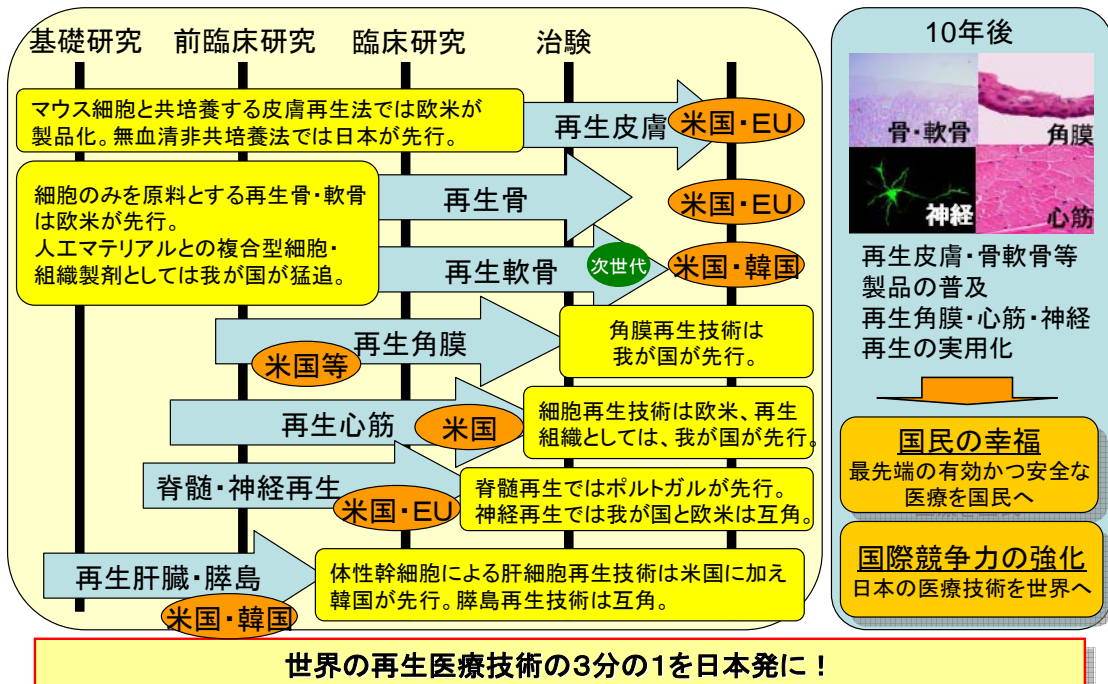 基礎研究
前臨床研究
臨床研究
治験
マウス細胞と共培養する皮膚再生法では欧米が
製品化。無血清非共培養法では日本が先行。
再生皮膚
米国・EU
細胞のみを原料とする再生骨・軟骨
は欧米が先行。
人工マテリアルとの複合型細胞・
組織製剤としては我が国が猛追。
再生骨
米国・EU
再生軟骨
次世代
米国・韓国
再生角膜
米国等
角膜再生技術は
我が国が先行。
再生心筋
米国
細胞再生技術は欧米、再生
組織としては、我が国が先行。
脊髄・神経再生
米国・EU
脊髄再生ではポルトガルが先行。
神経再生では我が国と欧米は互角。
再生肝臓・膵島
米国・韓国
体性幹細胞による肝細胞再生技術は米国に加え
韓国が先行。膵島再生技術は互角。
10年後
骨・軟骨
角膜
神経
心筋
再生皮膚・骨軟骨等
製品の普及
再生角膜・心筋・神経
再生の実用化
国民の幸福
最先端の有効かつ安全な
医療を国民へ
国際競争力の強化
日本の医療技術を世界へ
世界の再生医療技術の3分の1を日本発に！